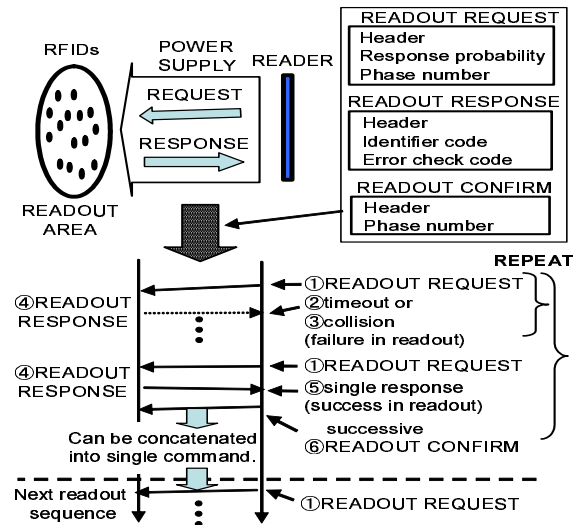 RFIDs
POWER
SUPPLY
READER
REQUEST
RESPONSE
READOUT
AREA
READOUT REQUEST
Header
Response probability
Phase number
READOUT RESPONSE
Header
Identifier code
Error check code
READOUT CONFIRM
Header
Phase number
REPEAT
①READOUT REQUEST
④READOUT
RESPONSE
②timeout or
③collision
(failure in readout)
①READOUT REQUEST
④READOUT
RESPONSE
⑤single response
(success in readout)
successive
⑥READOUT CONFIRM
Can be concatenated
into single command.
Next readout
sequence
①READOUT REQUEST